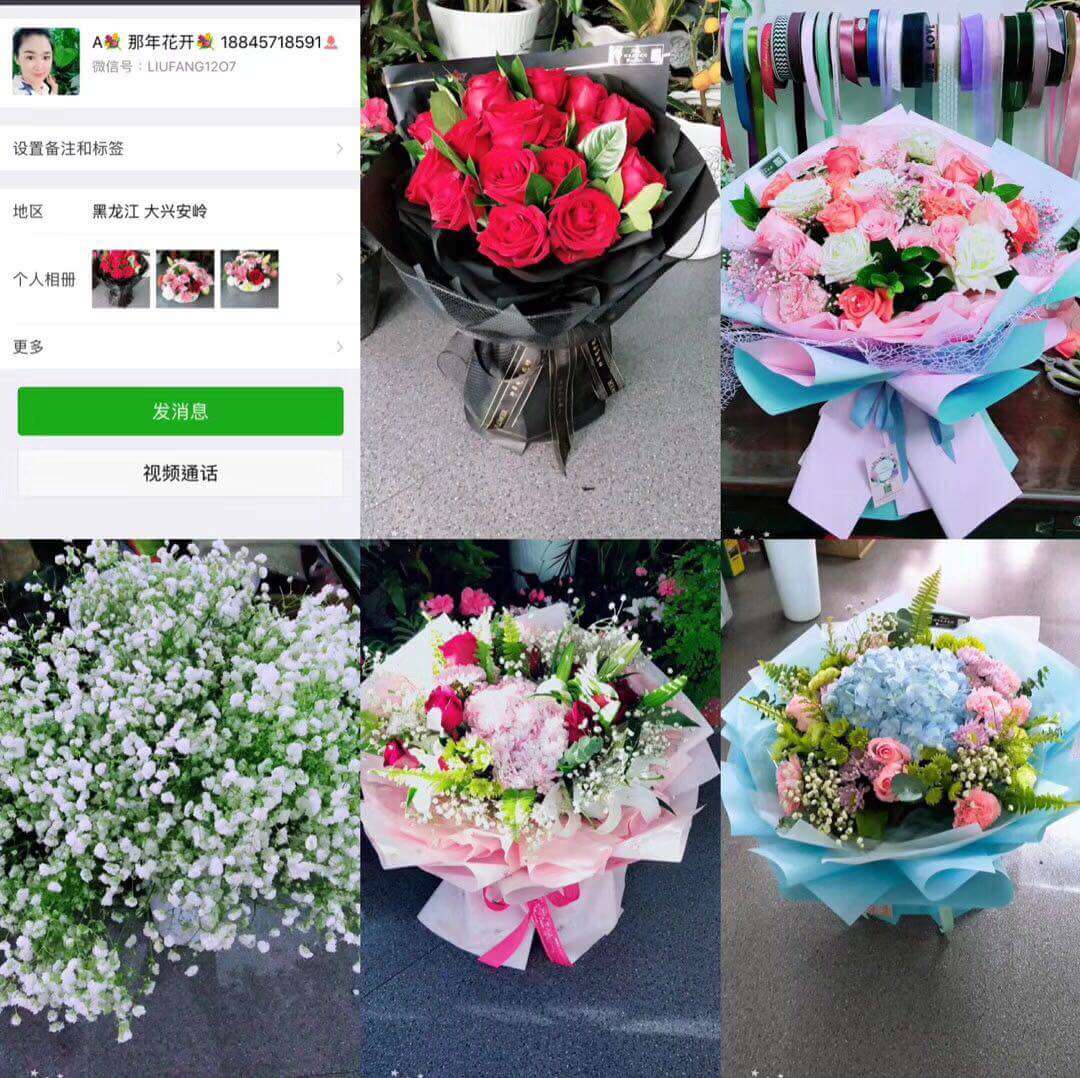 A💐 那年花开💐 18845718591
微信号：LIUFANG12O7
设置备注和标签
地区 黑龙江 大兴安岭
个人相册
更多
发消息
视频通话
LOVE